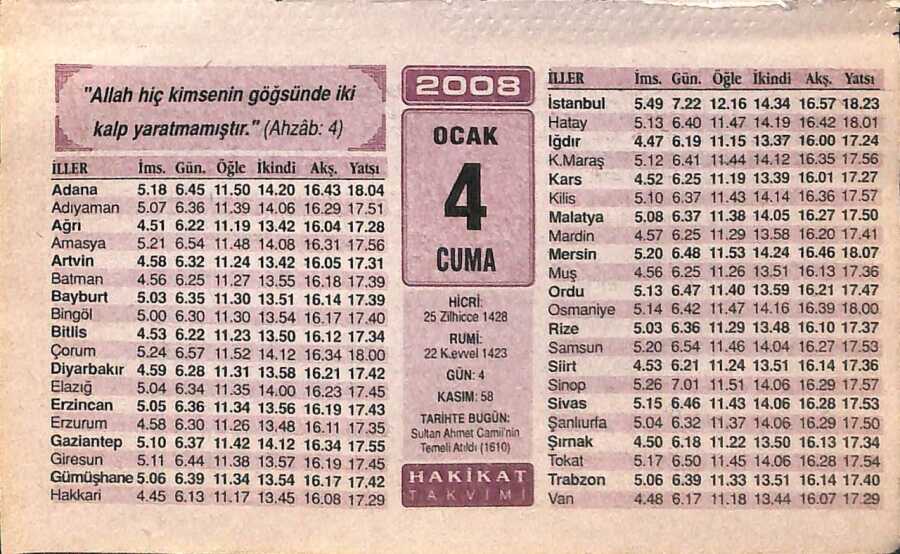 "Allah hiç kimsenin göğsünde iki
kalp yaratmamıştır." (Ahzâb: 4)
İLLER İms. Gün. Öğle İkindi Akş. Yatsı
Adana 5.18 6.45 11.50 14.20 16.43 18.04
Adıyaman 5.07 6.36 11.39 14.06 16.29 17.51
Ağrı 4.51 6.22 11.19 13.42 16.04 17.28
Amasya 5.21 6.54 11.48 14.08 16.31 17.56
Artvin 4.58 6.32 11.24 13.42 16.05 17.31
Batman 4.56 6.25 11.27 13.55 16.18 17.39
Bayburt 5.03 6.35 11.30 13.51 16.14 17.39
Bingöl 5.00 6.30 11.30 13.54 16.17 17.40
Bitlis 4.53 6.22 11.23 13.50 16.12 17.34
Çorum 5.24 6.57 11.52 14.12 16.34 18.00
Diyarbakır 4.59 6.28 11.31 13.58 16.21 17.42
Elazığ 5.04 6.34 11.35 14.00 16.23 17.45
Erzincan 5.05 6.36 11.34 13.56 16.19 17.43
Erzurum 4.58 6.30 11.26 13.48 16.11 17.35
Gaziantep 5.10 6.37 11.42 14.12 16.34 17.55
Giresun 5.11 6.44 11.38 13.57 16.19 17.45
Gümüşhane 5.06 6.39 11.34 13.54 16.17 17.42
Hakkari 4.45 6.13 11.17 13.45 16.08 17.29
2008
OCAK
4
CUMA
HİCRİ:
25 Zilhicce 1428
RUMİ:
22 K.evvel 1423
GÜN: 4
KASIM: 58
TARİHTE BUGÜN:
Sultan Ahmet Camii'nin
Temeli Atıldı (1610)
HAKİKAT
TAKVİMİ
İLLER İms. Gün. Öğle İkindi Akş. Yatsı
İstanbul 5.49 7.22 12.16 14.34 16.57 18.23
Hatay 5.13 6.40 11.47 14.19 16.42 18.01
Iğdır 4.47 6.19 11.15 13.37 16.00 17.24
K.Maraş 5.12 6.41 11.44 14.12 16.35 17.56
Kars 4.52 6.25 11.19 13.39 16.01 17.27
Kilis 5.10 6.37 11.43 14.14 16.36 17.57
Malatya 5.08 6.37 11.38 14.05 16.27 17.50
Mardin 4.57 6.25 11.29 13.58 16.20 17.41
Mersin 5.20 6.48 11.53 14.24 16.46 18.07
Muş 4.56 6.25 11.26 13.51 16.13 17.36
Ordu 5.13 6.47 11.40 13.59 16.21 17.47
Osmaniye 5.14 6.42 11.47 14.16 16.39 18.00
Rize 5.03 6.36 11.29 13.48 16.10 17.37
Samsun 5.20 6.54 11.46 14.04 16.27 17.53
Siirt 4.53 6.21 11.24 13.51 16.14 17.36
Sinop 5.26 7.01 11.51 14.06 16.29 17.57
Sivas 5.15 6.46 11.43 14.06 16.28 17.53
Şanlıurfa 5.04 6.32 11.37 14.06 16.29 17.50
Şırnak 4.50 6.18 11.22 13.50 16.13 17.34
Tokat 5.17 6.50 11.45 14.06 16.28 17.54
Trabzon 5.06 6.39 11.33 13.51 16.14 17.40
Van 4.48 6.17 11.18 13.44 16.07 17.29